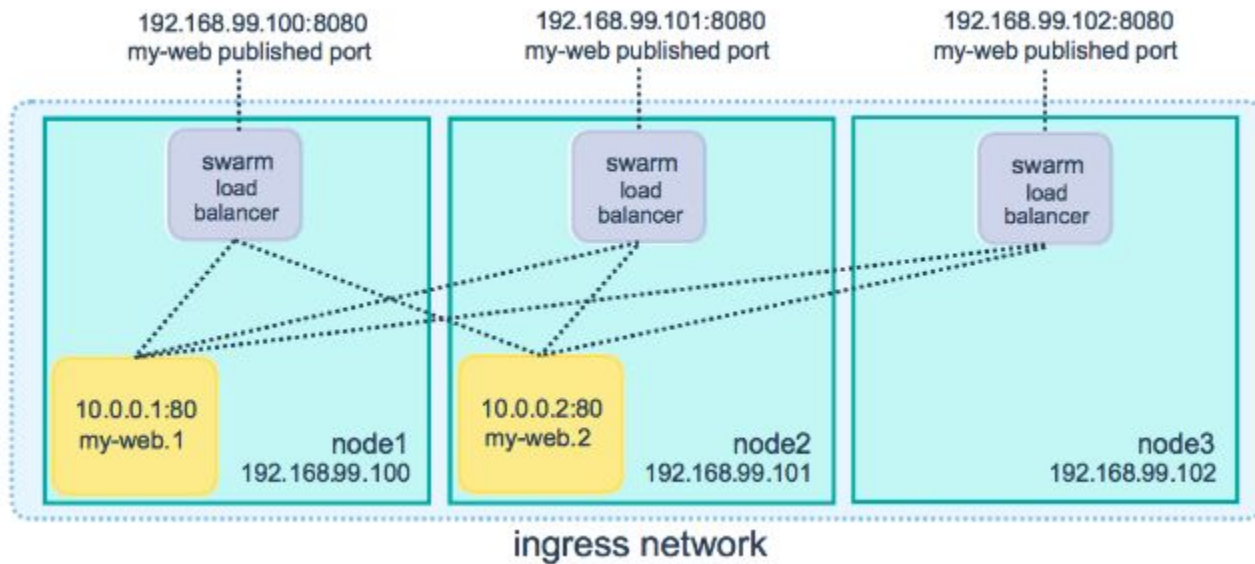 192.168.99.100:8080
my-web published port
192.168.99.101:8080
my-web published port
192.168.99.102:8080
my-web published port
swarm
load
balancer
swarm
load
balancer
swarm
load
balancer
10.0.0.1:80
my-web.1
node1
192.168.99.100
10.0.0.2:80
my-web.2
node2
192.168.99.101
node3
192.168.99.102
ingress network